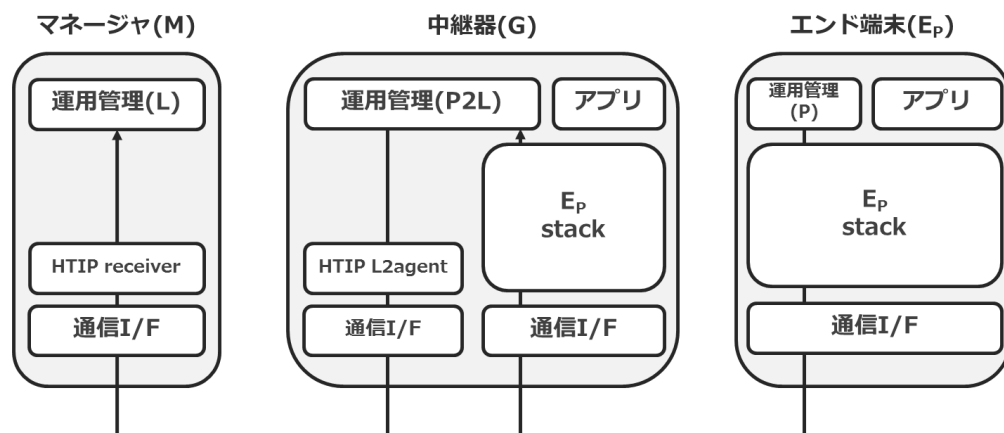 マネージャ(M)
中継器(G)
エンド端末(EP)
運用管理(L)
運用管理(P2L)
アプリ
運用管理
(P)
アプリ
EP
stack
EP
stack
HTIP receiver
HTIP L2agent
通信I/F
通信I/F
通信I/F
通信I/F